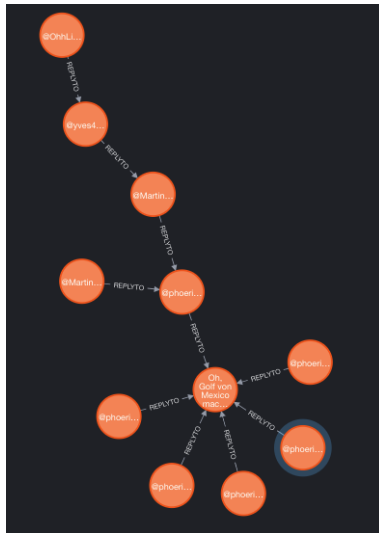 @OhhLi...
REPLYTO
@yves4...
REPLYTO
@Martin...
REPLYTO
@Martin...
REPLYTO
@phoeri...
REPLYTO
Oh,
Golf von
Mexico
mac...
REPLYTO
@phoeri...
REPLYTO
@phoeri...
REPLYTO
@phoeri...
REPLYTO
@phoeri...
REPLYTO
@phoeri...